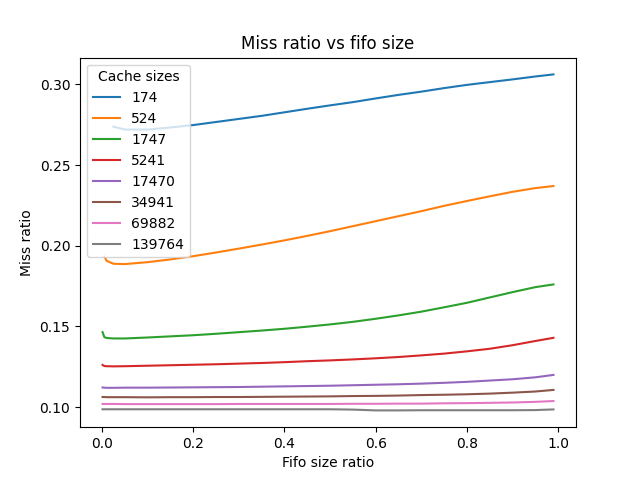 Miss ratio vs fifo size
Cache sizes
174
524
1747
5241
17470
34941
69882
139764
0.30
0.25
0.20
0.15
0.10
Miss ratio
0.0 0.2 0.4 0.6 0.8 1.0
Fifo size ratio